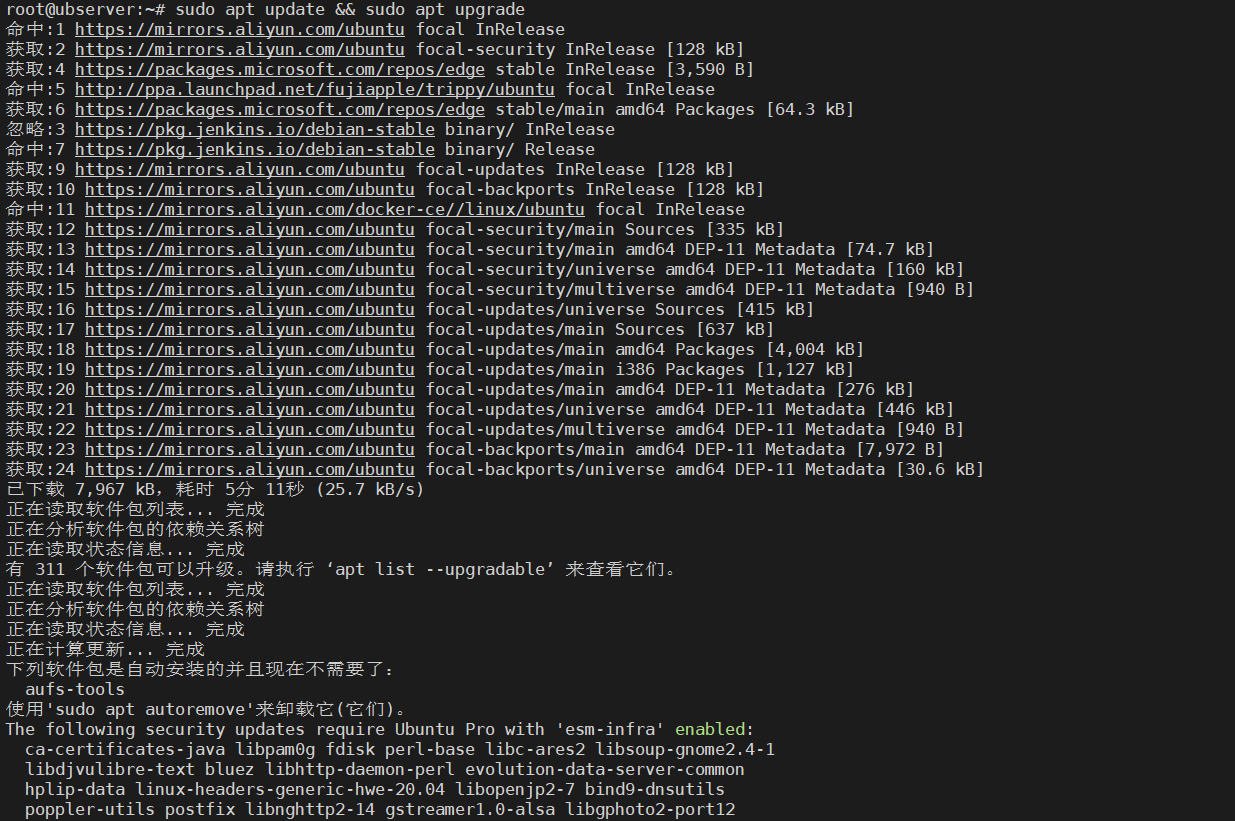 root@ubserver:~# sudo apt update && sudo apt upgrade
命中:1 https://mirrors.aliyun.com/ubuntu focal InRelease
获取:2 https://mirrors.aliyun.com/ubuntu focal-security InRelease [128 kB]
获取:4 https://packages.microsoft.com/repos/edge stable InRelease [3,590 B]
命中:5 http://ppa.launchpad.net/fujiapple/trippy/ubuntu focal InRelease
获取:6 https://packages.microsoft.com/repos/edge stable/main amd64 Packages [64.3 kB]
忽略:3 https://pkg.jenkins.io/debian-stable binary/ InRelease
命中:7 https://pkg.jenkins.io/debian-stable binary/ Release
获取:9 https://mirrors.aliyun.com/ubuntu focal-updates InRelease [128 kB]
获取:10 https://mirrors.aliyun.com/ubuntu focal-backports InRelease [128 kB]
命中:11 https://mirrors.aliyun.com/docker-ce//linux/ubuntu focal InRelease
获取:12 https://mirrors.aliyun.com/ubuntu focal-security/main Sources [335 kB]
获取:13 https://mirrors.aliyun.com/ubuntu focal-security/main amd64 DEP-11 Metadata [74.7 kB]
获取:14 https://mirrors.aliyun.com/ubuntu focal-security/universe amd64 DEP-11 Metadata [160 kB]
获取:15 https://mirrors.aliyun.com/ubuntu focal-security/multiverse amd64 DEP-11 Metadata [940 B]
获取:16 https://mirrors.aliyun.com/ubuntu focal-updates/universe Sources [415 kB]
获取:17 https://mirrors.aliyun.com/ubuntu focal-updates/main Sources [637 kB]
获取:18 https://mirrors.aliyun.com/ubuntu focal-updates/main amd64 Packages [4,004 kB]
获取:19 https://mirrors.aliyun.com/ubuntu focal-updates/main i386 Packages [1,127 kB]
获取:20 https://mirrors.aliyun.com/ubuntu focal-updates/main amd64 DEP-11 Metadata [276 kB]
获取:21 https://mirrors.aliyun.com/ubuntu focal-updates/universe amd64 DEP-11 Metadata [446 kB]
获取:22 https://mirrors.aliyun.com/ubuntu focal-updates/multiverse amd64 DEP-11 Metadata [940 B]
获取:23 https://mirrors.aliyun.com/ubuntu focal-backports/main amd64 DEP-11 Metadata [7,972 B]
获取:24 https://mirrors.aliyun.com/ubuntu focal-backports/universe amd64 DEP-11 Metadata [30.6 kB]
已下载 7,967 kB，耗时 5分 11秒 (25.7 kB/s)
正在读取软件包列表... 完成
正在分析软件包的依赖关系树
正在读取状态信息... 完成
有 311 个软件包可以升级。请执行 ‘apt list --upgradable’ 来查看它们。
正在读取软件包列表... 完成
正在分析软件包的依赖关系树
正在读取状态信息... 完成
正在计算更新... 完成
下列软件包是自动安装的并且现在不需要了：
aufs-tools
使用'sudo apt autoremove'来卸载它(它们)。
The following security updates require Ubuntu Pro with 'esm-infra' enabled:
ca-certificates-java libpam0g fdisk perl-base libc-ares2 libsoup-gnome2.4-1
libdjvulibre-text bluez libhttp-daemon-perl evolution-data-server-common
hplip-data linux-headers-generic-hwe-20.04 libopenjp2-7 bind9-dnsutils
poppler-utils postfix libnghttp2-14 gstreamer1.0-alsa libgphoto2-port12